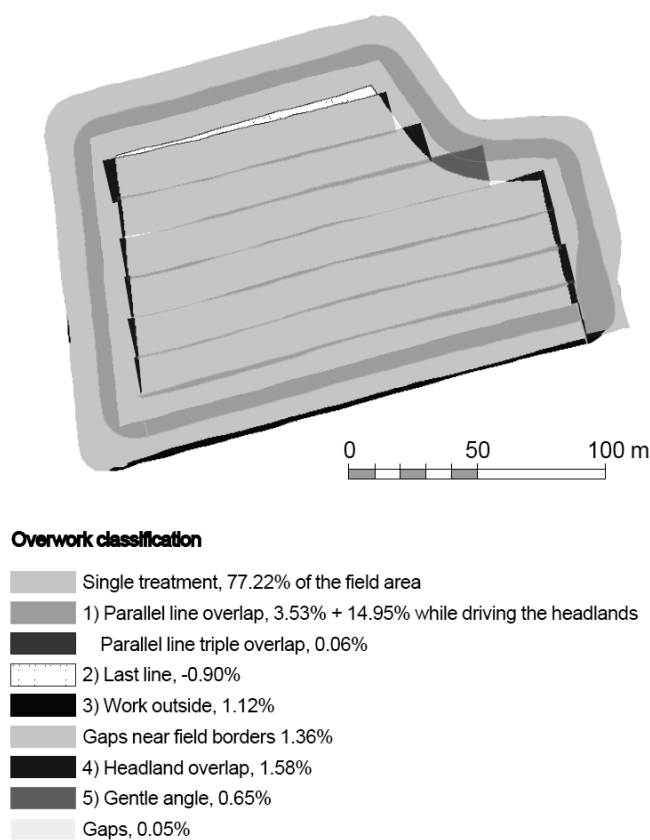 0 50 100 m
Overwork classification
Single treatment, 77.22% of the field area
1) Parallel line overlap, 3.53% + 14.95% while driving the headlands
Parallel line triple overlap, 0.06%
2) Last line, -0.90%
3) Work outside, 1.12%
Gaps near field borders 1.36%
4) Headland overlap, 1.58%
5) Gentle angle, 0.65%
Gaps, 0.05%